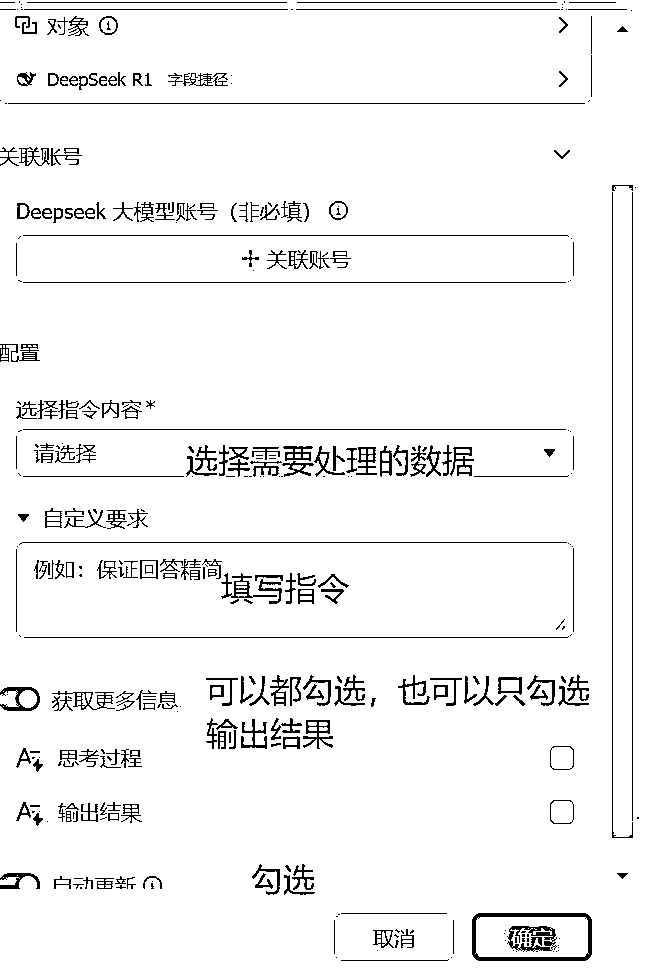 对象
DeepSeek R1 字段捷径
关联账号
Deepseek 大模型账号（非必填）
关联账号
配置
选择指令内容*
请选择
选择需要处理的数据
自定义要求
例如：保证回答精简
填写指令
获取更多信息
可以都勾选，也可以只勾选
输出结果
思考过程
输出结果
自动更新
勾选
取消
确定